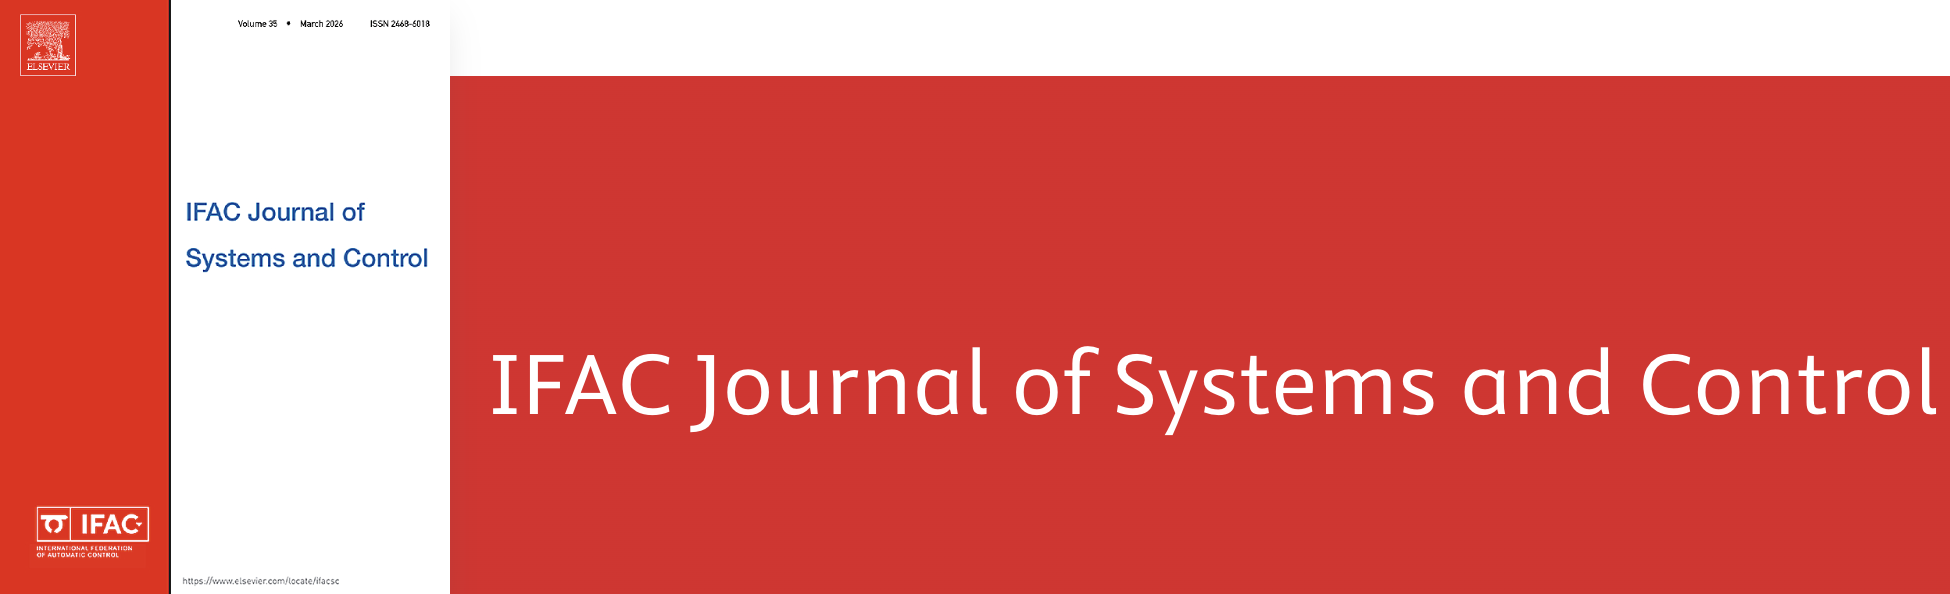 Volume 35 • March 2026 ISSN 2468-6018
ELSEVIER
IFAC Journal of
Systems and Control
IFAC Journal of Systems and Control
IFAC
INTERNATIONAL FEDERATION
OF AUTOMATIC CONTROL
https://www.elsevier.com/locate/ifacsc